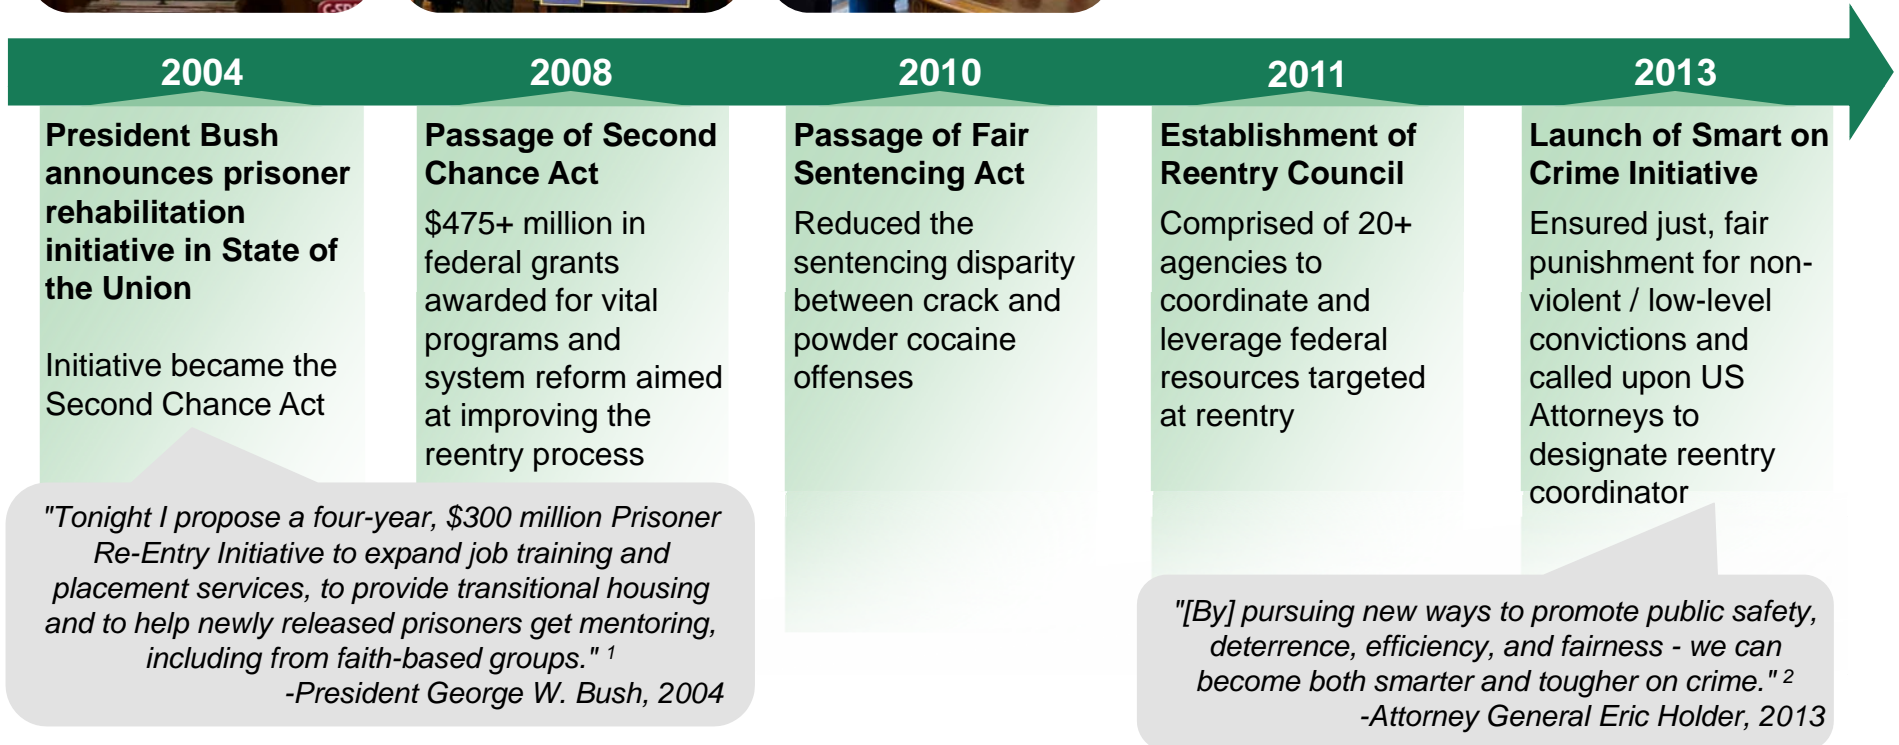 C-SPAN
2004
2008
2010
2011
2013
President Bush
announces prisoner
rehabilitation
initiative in State of
the Union
Initiative became the
Second Chance Act
Passage of Second
Chance Act
$475+ million in
federal grants
awarded for vital
programs and
system reform aimed
at improving the
reentry process
Passage of Fair
Sentencing Act
Reduced the
sentencing disparity
between crack and
powder cocaine
offenses
Establishment of
Reentry Council
Comprised of 20+
agencies to
coordinate and
leverage federal
resources targeted
at reentry
Launch of Smart on
Crime Initiative
Ensured just, fair
punishment for non-
violent / low-level
convictions and
called upon US
Attorneys to
designate reentry
coordinator
"Tonight I propose a four-year, $300 million Prisoner
Re-Entry Initiative to expand job training and
placement services, to provide transitional housing
and to help newly released prisoners get mentoring,
including from faith-based groups." 1
-President George W. Bush, 2004
"[By] pursuing new ways to promote public safety,
deterrence, efficiency, and fairness - we can
become both smarter and tougher on crime." 2
-Attorney General Eric Holder, 2013